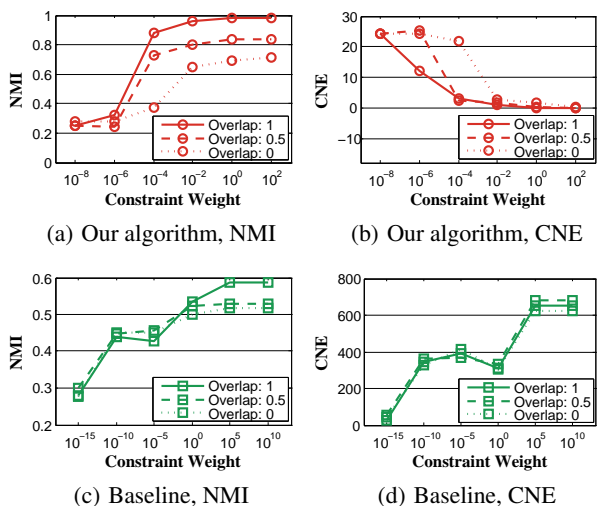 1
0.8
0.6
0.4
0.2
0
NMI
10^-8 10^-6 10^-4 10^-2 10^0 10^2
Constraint Weight
Overlap: 1
Overlap: 0.5
Overlap: 0
(a) Our algorithm, NMI
30
20
10
0
−10
CNE
10^-8 10^-6 10^-4 10^-2 10^0 10^2
Constraint Weight
Overlap: 1
Overlap: 0.5
Overlap: 0
(b) Our algorithm, CNE
0.6
0.5
0.4
0.3
0.2
NMI
10^-15 10^-10 10^-5 10^0 10^5 10^10
Constraint Weight
Overlap: 1
Overlap: 0.5
Overlap: 0
(c) Baseline, NMI
800
600
400
200
0
CNE
10^-15 10^-10 10^-5 10^0 10^5 10^10
Constraint Weight
Overlap: 1
Overlap: 0.5
Overlap: 0
(d) Baseline, CNE